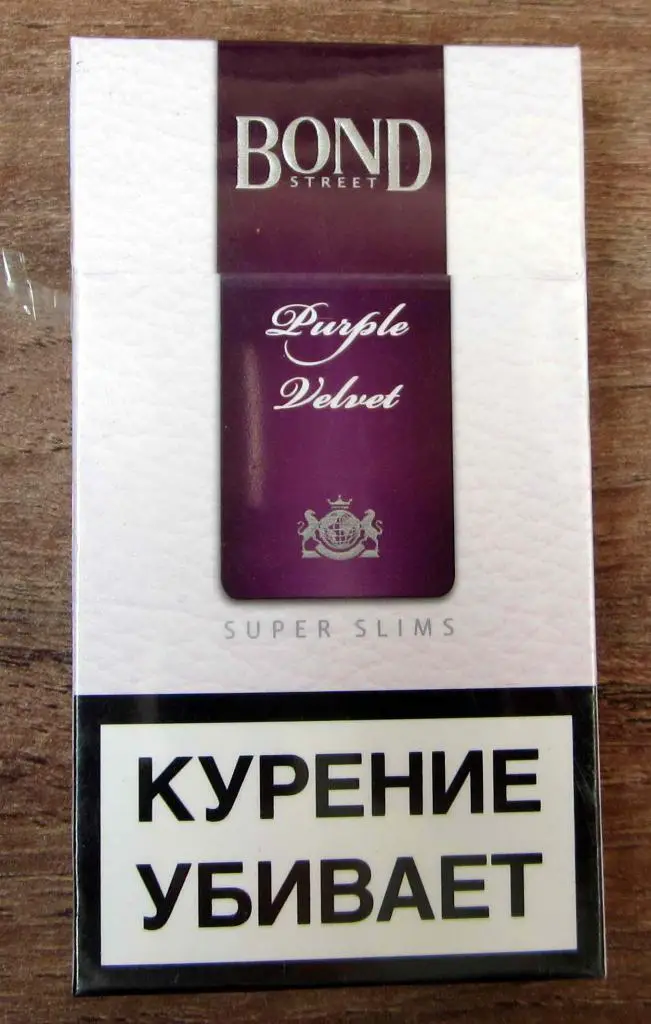 BOND
STREET
Purple
Velvet
SUPER SLIMS
КУРЕНИЕ
УБИВАЕТ